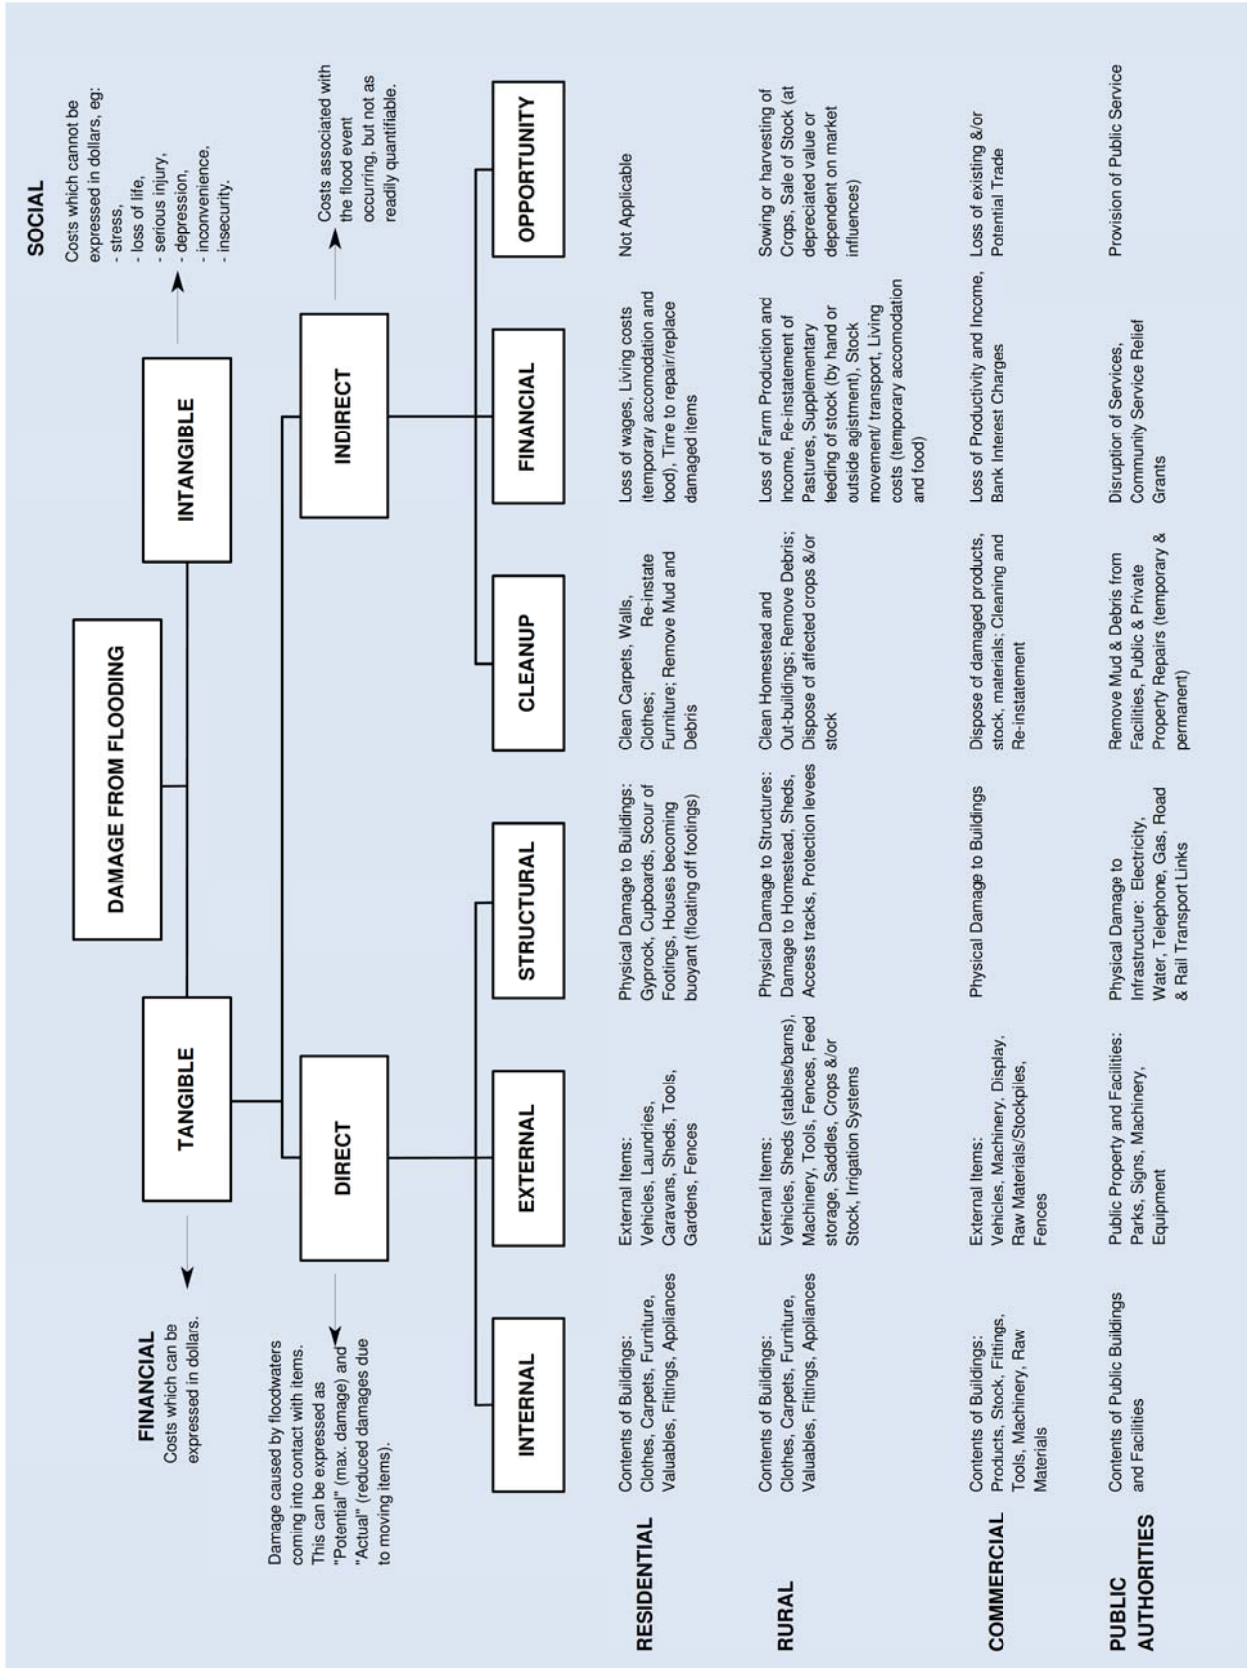 DAMAGE FROM FLOODING
SOCIAL
Costs which cannot be
expressed in dollars, eg:
- stress,
- loss of life,
- serious injury,
- depression,
- inconvenience,
- insecurity.
FINANCIAL
Costs which can be
expressed in dollars.
TANGIBLE
INTANGIBLE
Damage caused by floodwaters
coming into contact with items.
This can be expressed as
"Potential" (max. damage) and
"Actual" (reduced damages due
to moving items).
DIRECT
INDIRECT
Costs associated with
the flood event
occurring, but not as
readily quantifiable.
INTERNAL
EXTERNAL
STRUCTURAL
CLEANUP
FINANCIAL
OPPORTUNITY
RESIDENTIAL
Contents of Buildings:
Clothes, Carpets, Furniture,
Valuables, Fittings, Appliances
External Items:
Vehicles, Laundries,
Caravans, Sheds, Tools,
Gardens, Fences
Physical Damage to Buildings:
Gyprock, Cupboards, Scour of
Footings, Houses becoming
buoyant (floating off footings)
Clean Carpets, Walls,
Clothes; Re-instate
Furniture; Remove Mud and
Debris
Loss of wages, Living costs
(temporary accomodation and
food), Time to repair/replace
damaged items
Not Applicable
RURAL
Contents of Buildings:
Clothes, Carpets, Furniture,
Valuables, Fittings, Appliances
External Items:
Vehicles, Sheds (stables/barns),
Machinery, Tools, Fences, Feed
storage, Saddles, Crops &/or
Stock, Irrigation Systems
Physical Damage to Structures:
Damage to Homestead, Sheds,
Access tracks, Protection levees
Clean Homestead and
Out-buildings; Remove Debris;
Dispose of affected crops &/or
stock
Loss of Farm Production and
Income, Re-instatement of
Pastures, Supplementary
feeding of stock (by hand or
outside agistment), Stock
movement/ transport, Living
costs (temporary accomodation
and food)
Sowing or harvesting of
Crops, Sale of Stock (at
depreciated value or
dependent on market
influences)
COMMERCIAL
Contents of Buildings:
Products, Stock, Fittings,
Tools, Machinery, Raw
Materials
External Items:
Vehicles, Machinery, Display,
Raw Materials/Stockpiles,
Fences
Physical Damage to Buildings
Dispose of damaged products,
stock, materials; Cleaning and
Re-instatement
Loss of Productivity and Income,
Bank Interest Charges
Loss of existing &/or
Potential Trade
PUBLIC
AUTHORITIES
Contents of Public Buildings
and Facilities
Public Property and Facilities:
Parks, Signs, Machinery,
Equipment
Physical Damage to
Infrastructure: Electricity,
Water, Telephone, Gas, Road
& Rail Transport Links
Remove Mud & Debris from
Facilities, Public & Private
Property Repairs (temporary &
permanent)
Disruption of Services,
Community Service Relief
Grants
Provision of Public Service